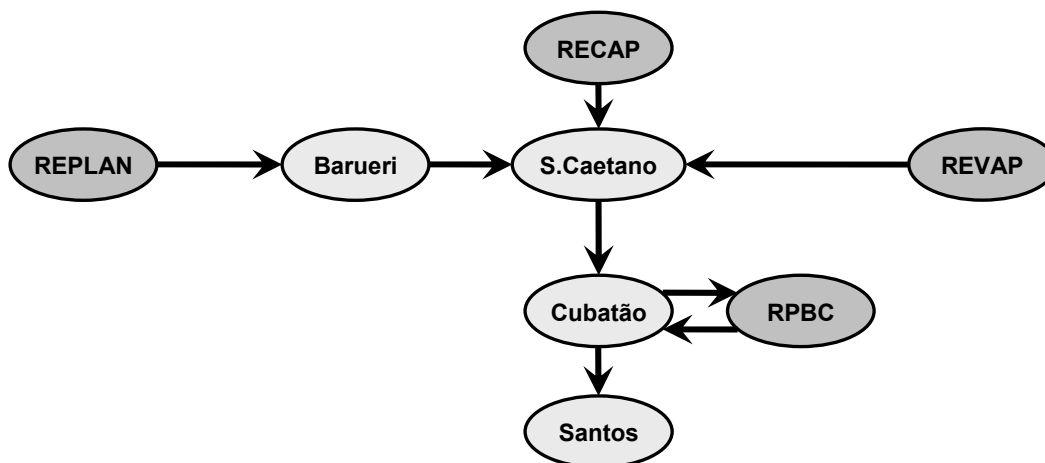 RECAP
REPLAN
Barueri
S.Caetano
REVAP
Cubatão
RPBC
Santos